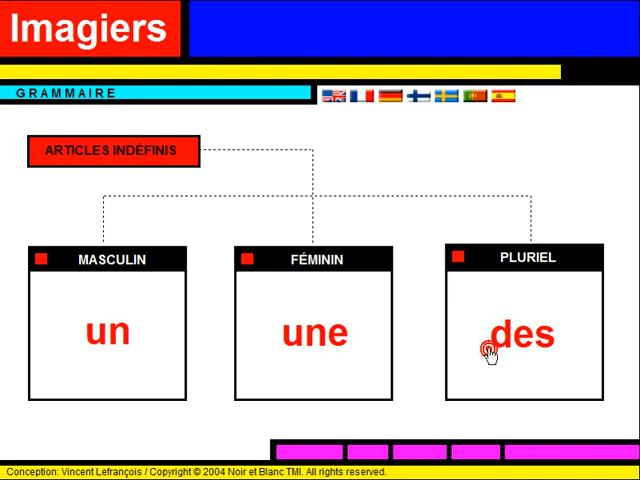 Imagiers
GRAMMAIRE
ARTICLES INDÉFINIS
MASCULIN
FÉMININ
PLURIEL
un
une
des
Conception: Vincent Lefrançois / Copyright © 2004 Noir et Blanc TMI. All rights reserved.